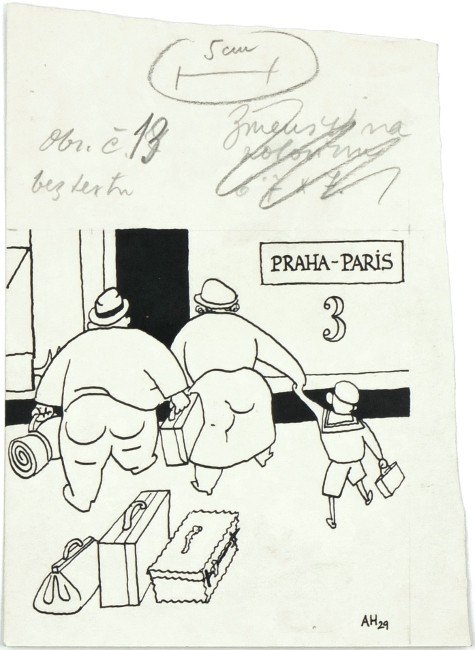 5 cm
Obr. č. 13
bez textu
Zmenšit na
polovinu
PRAHA-PARIS
3
AH29